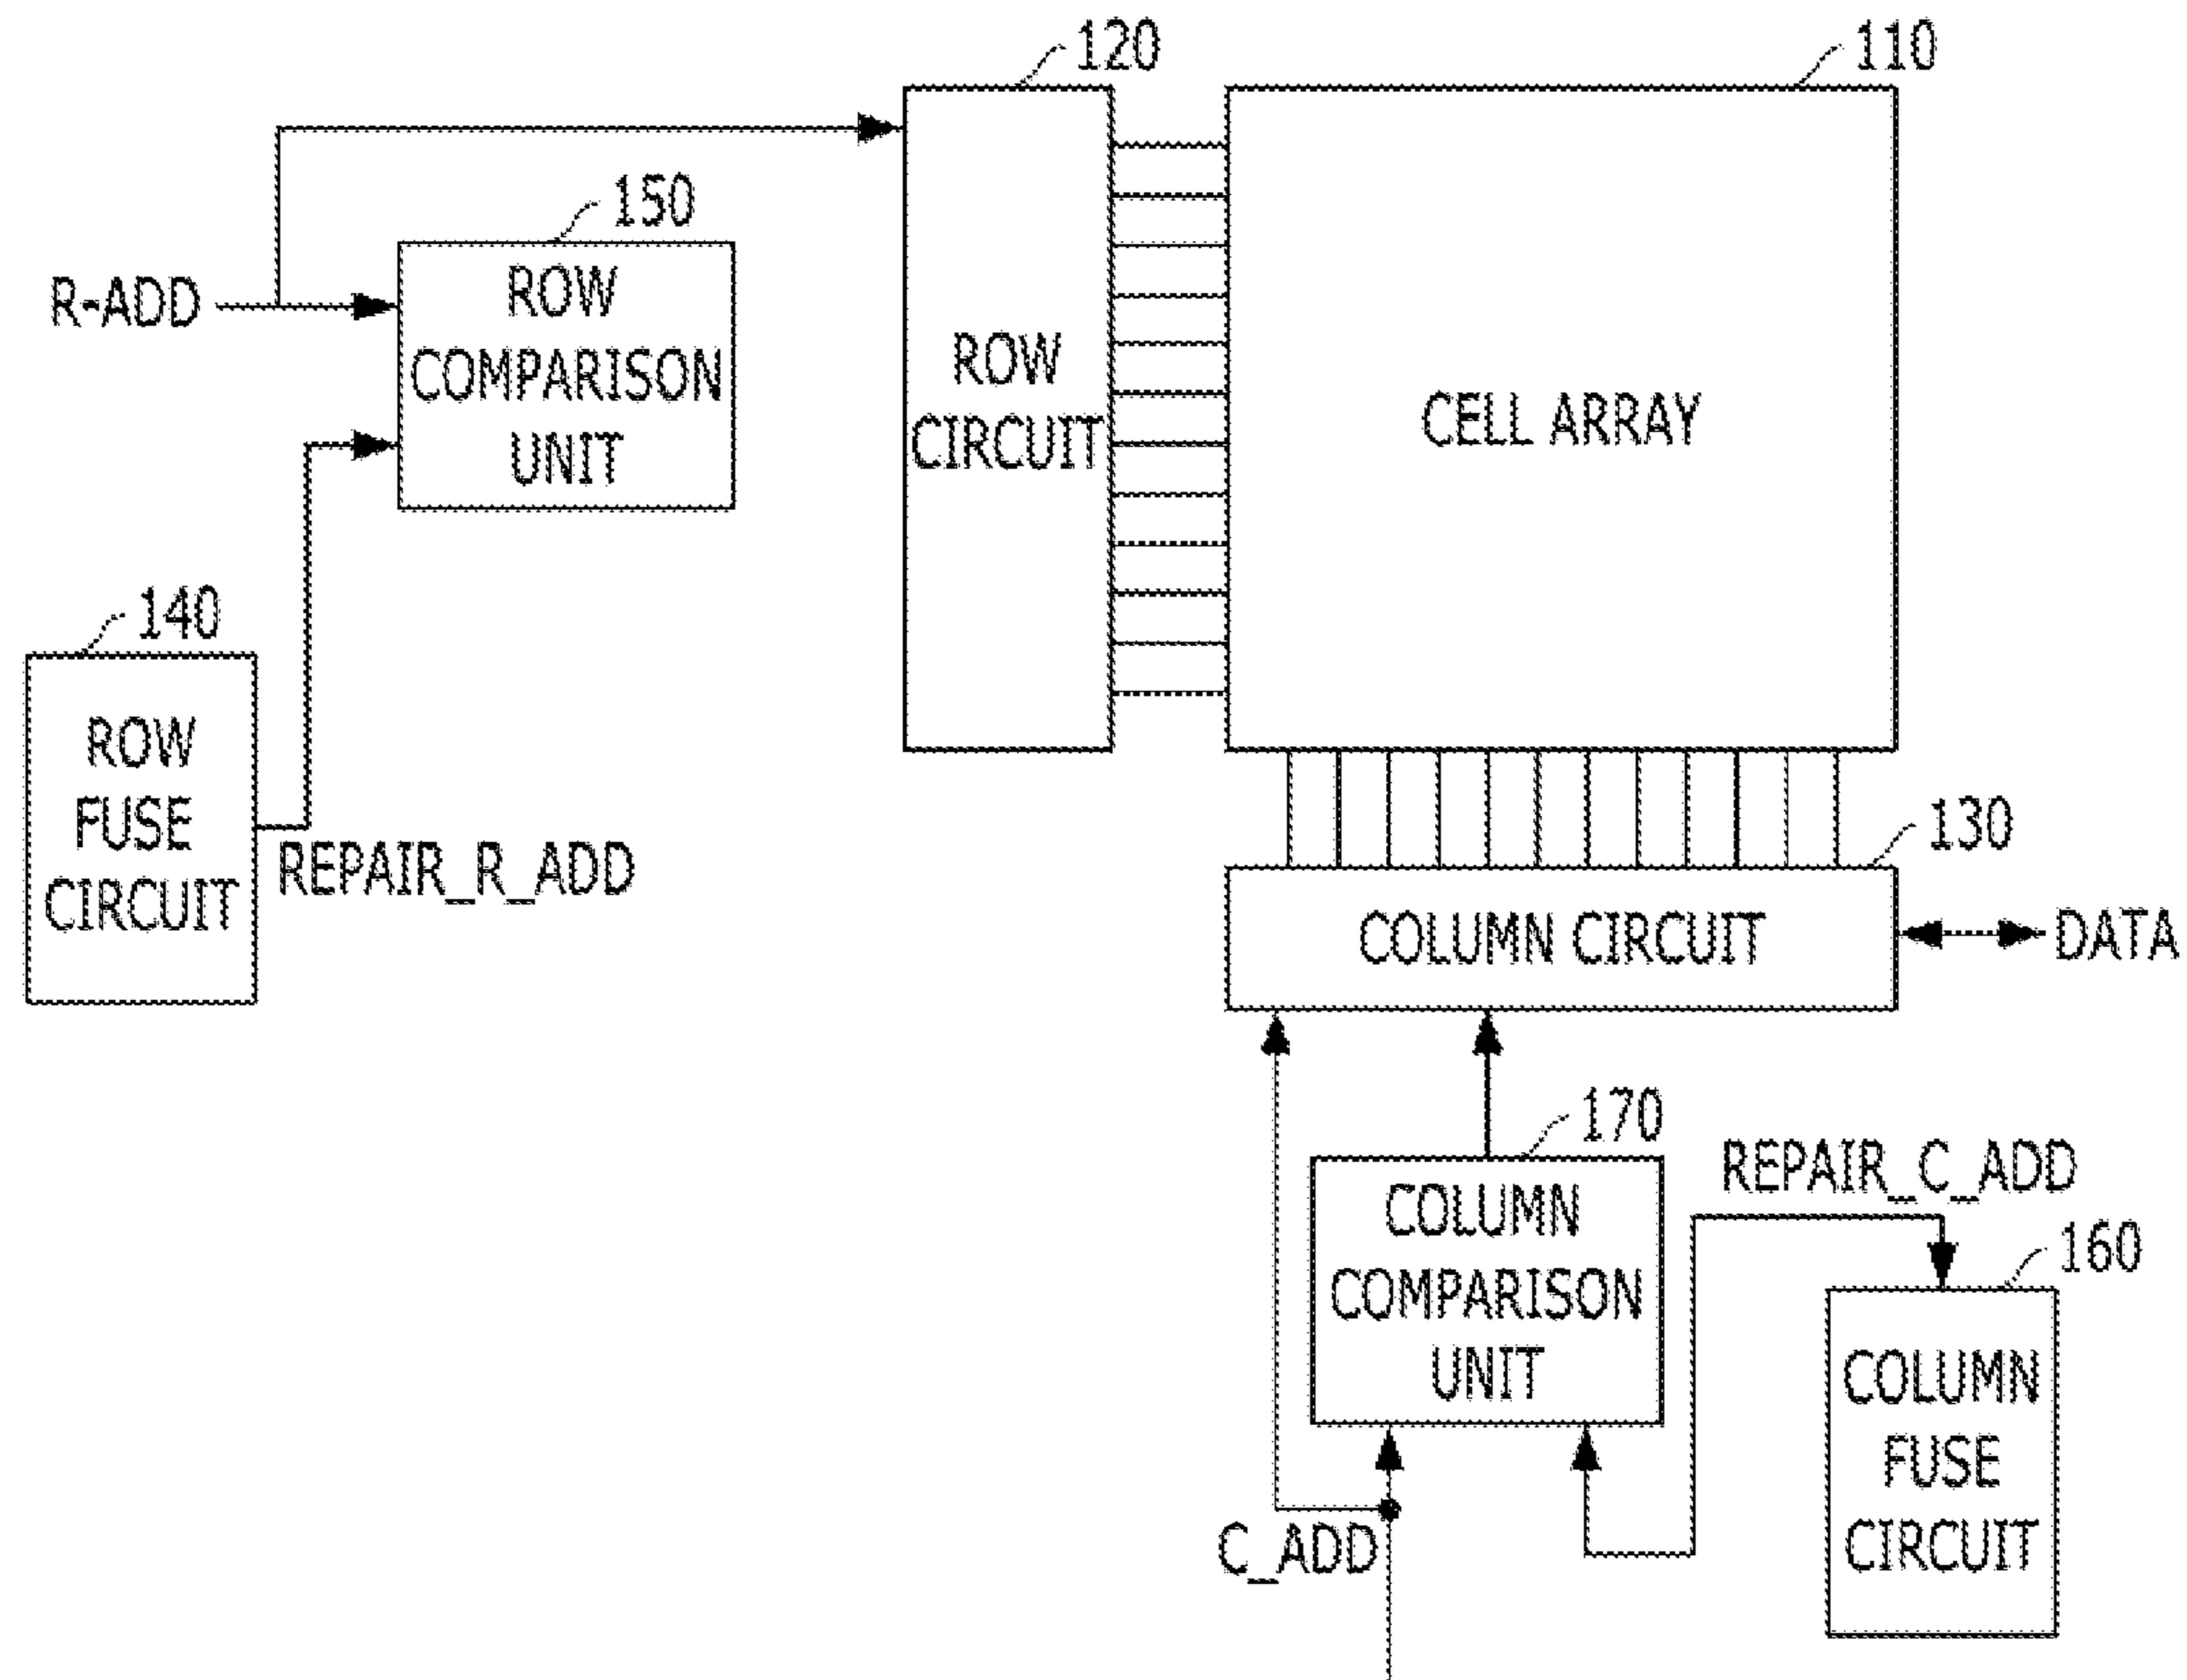 120
110
150
R-ADD
ROW
COMPARISON
UNIT
ROW
CIRCUIT
CELL ARRAY
140
ROW
FUSE
CIRCUIT
REPAIR_R_ADD
130
COLUMN CIRCUIT
DATA
170
REPAIR_C_ADD
COLUMN
COMPARISON
UNIT
160
COLUMN
FUSE
CIRCUIT
C_ADD